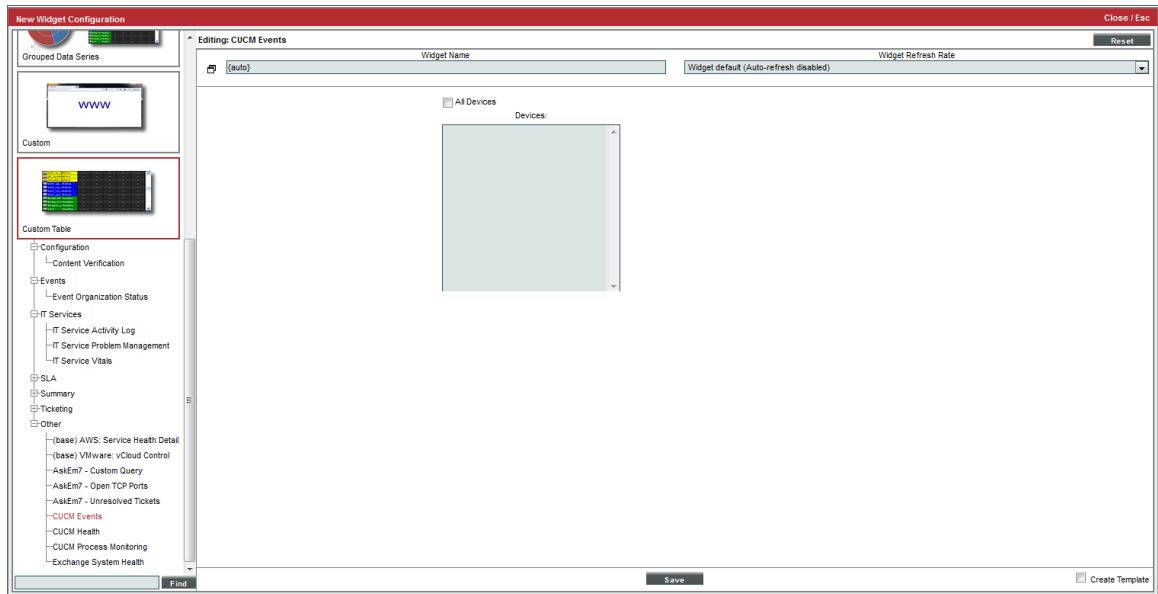 New Widget Configuration
Close / Esc
Grouped Data Series
www
Custom
Custom Table
Configuration
Content Verification
Events
Event Organization Status
IT Services
IT Service Activity Log
IT Service Problem Management
IT Service Vitals
SLA
Summary
Ticketing
Other
(base) AWS: Service Health Detail
(base) VMware: vCloud Control
AskEm7 - Custom Query
AskEm7 - Open TCP Ports
AskEm7 - Unresolved Tickets
CUCM Events
CUCM Health
CUCM Process Monitoring
Exchange System Health
Find
Editing: CUCM Events
Reset
Widget Name
Widget Refresh Rate
{auto}
Widget default (Auto-refresh disabled)
All Devices
Devices:
Save
Create Template